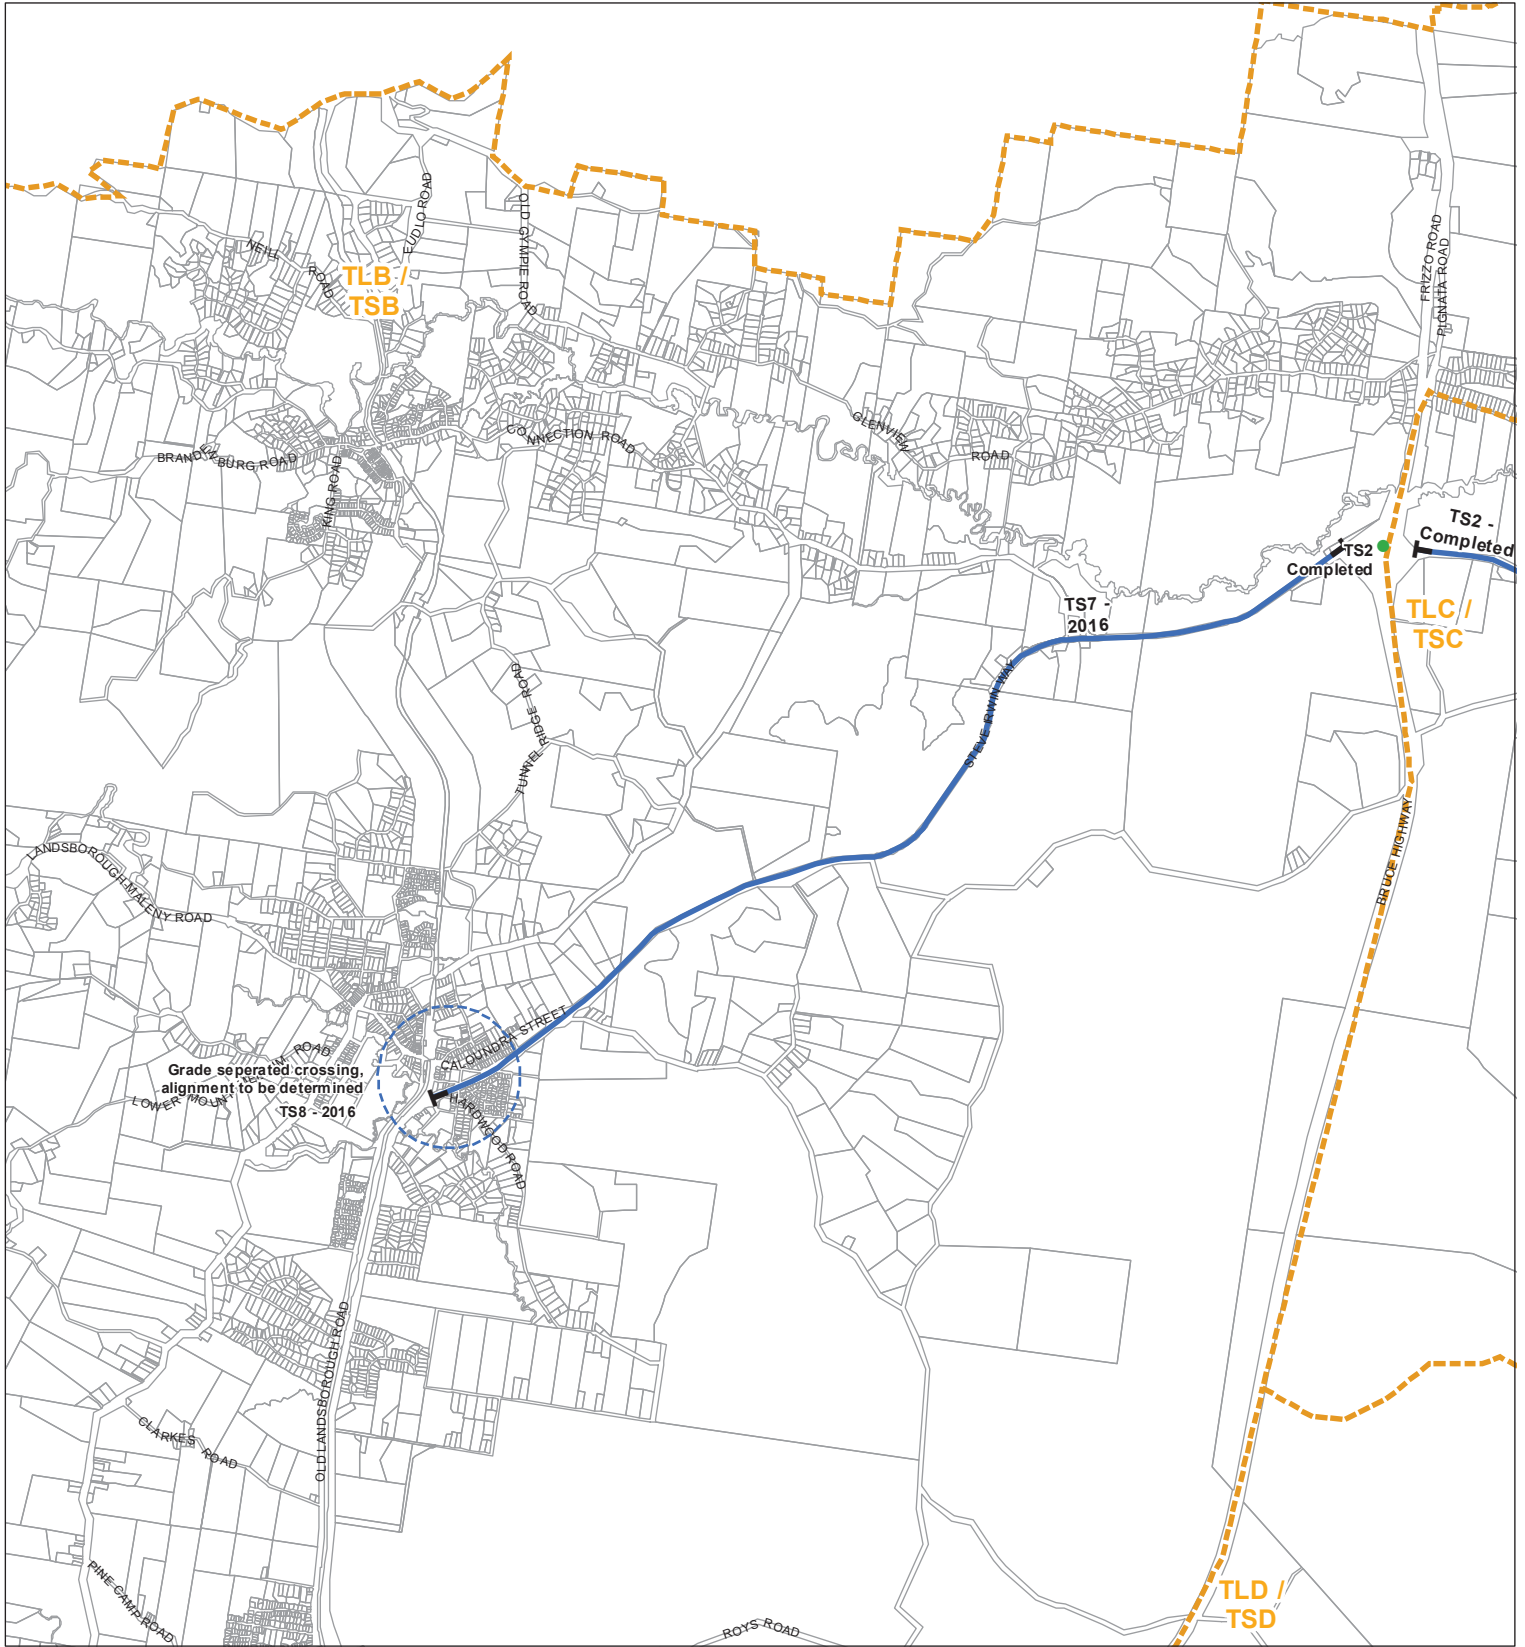 EUDLO ROAD
OLD GYMPIE ROAD
NEILL ROAD
TLB /
TSB
FRIZZO ROAD
PIGNATA ROAD
GLENVIEW ROAD
CONNECTION ROAD
BRANDENBURG ROAD
KING ROAD
TS2 -
Completed
TS2
Completed
TS7 -
2016
TLC /
TSC
TUNNEL RIDGE ROAD
STEVE IRWIN WAY
BRUCE HIGHWAY
LANDSBOROUGH-MALENY ROAD
CALOUNDRA STREET
Grade seperated crossing,
alignment to be determined
TS8 - 2016
HARDWOOD ROAD
OLD LANDSBOROUGH ROAD
CLARKES ROAD
PINE CAMP ROAD
TLD /
TSD
ROYS ROAD